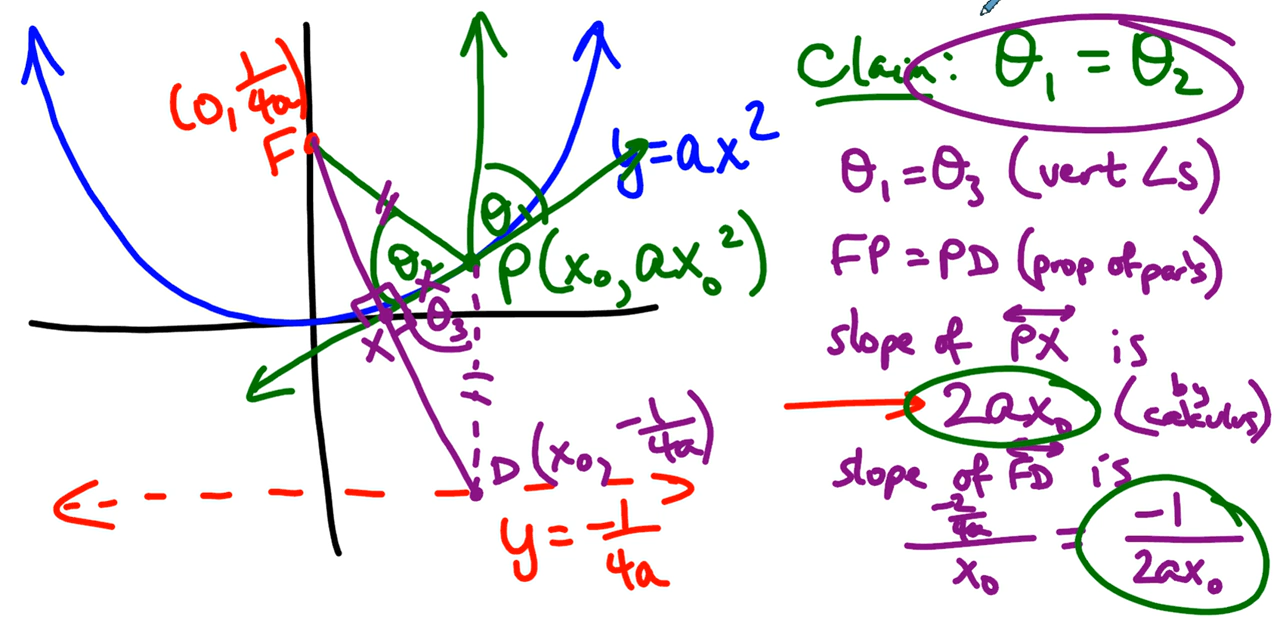 (0, 1/4a)
F
y=ax²
θ₁
θ₂
P(x₀, ax₀²)
x
θ₃
X
D (x₀, -1/4a)
y = -1/4a
Claim: θ₁ = θ₂
θ₁ = θ₃ (vert ∠s)
FP = PD (prop of par's)
slope of PX is
2ax₀ (by calculus)
slope of FD is
(-2/4a)/x₀ = -1/2ax₀